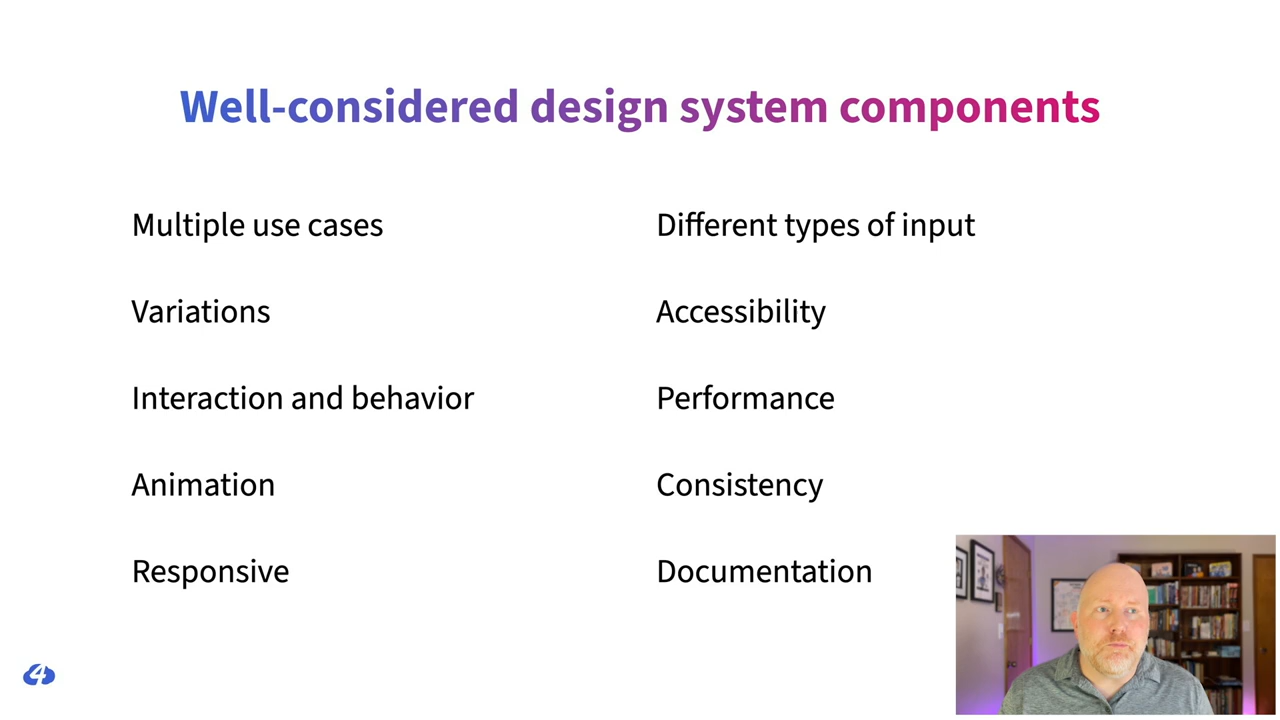 Well-considered design system components
Multiple use cases
Variations
Interaction and behavior
Animation
Responsive
Different types of input
Accessibility
Performance
Consistency
Documentation
4